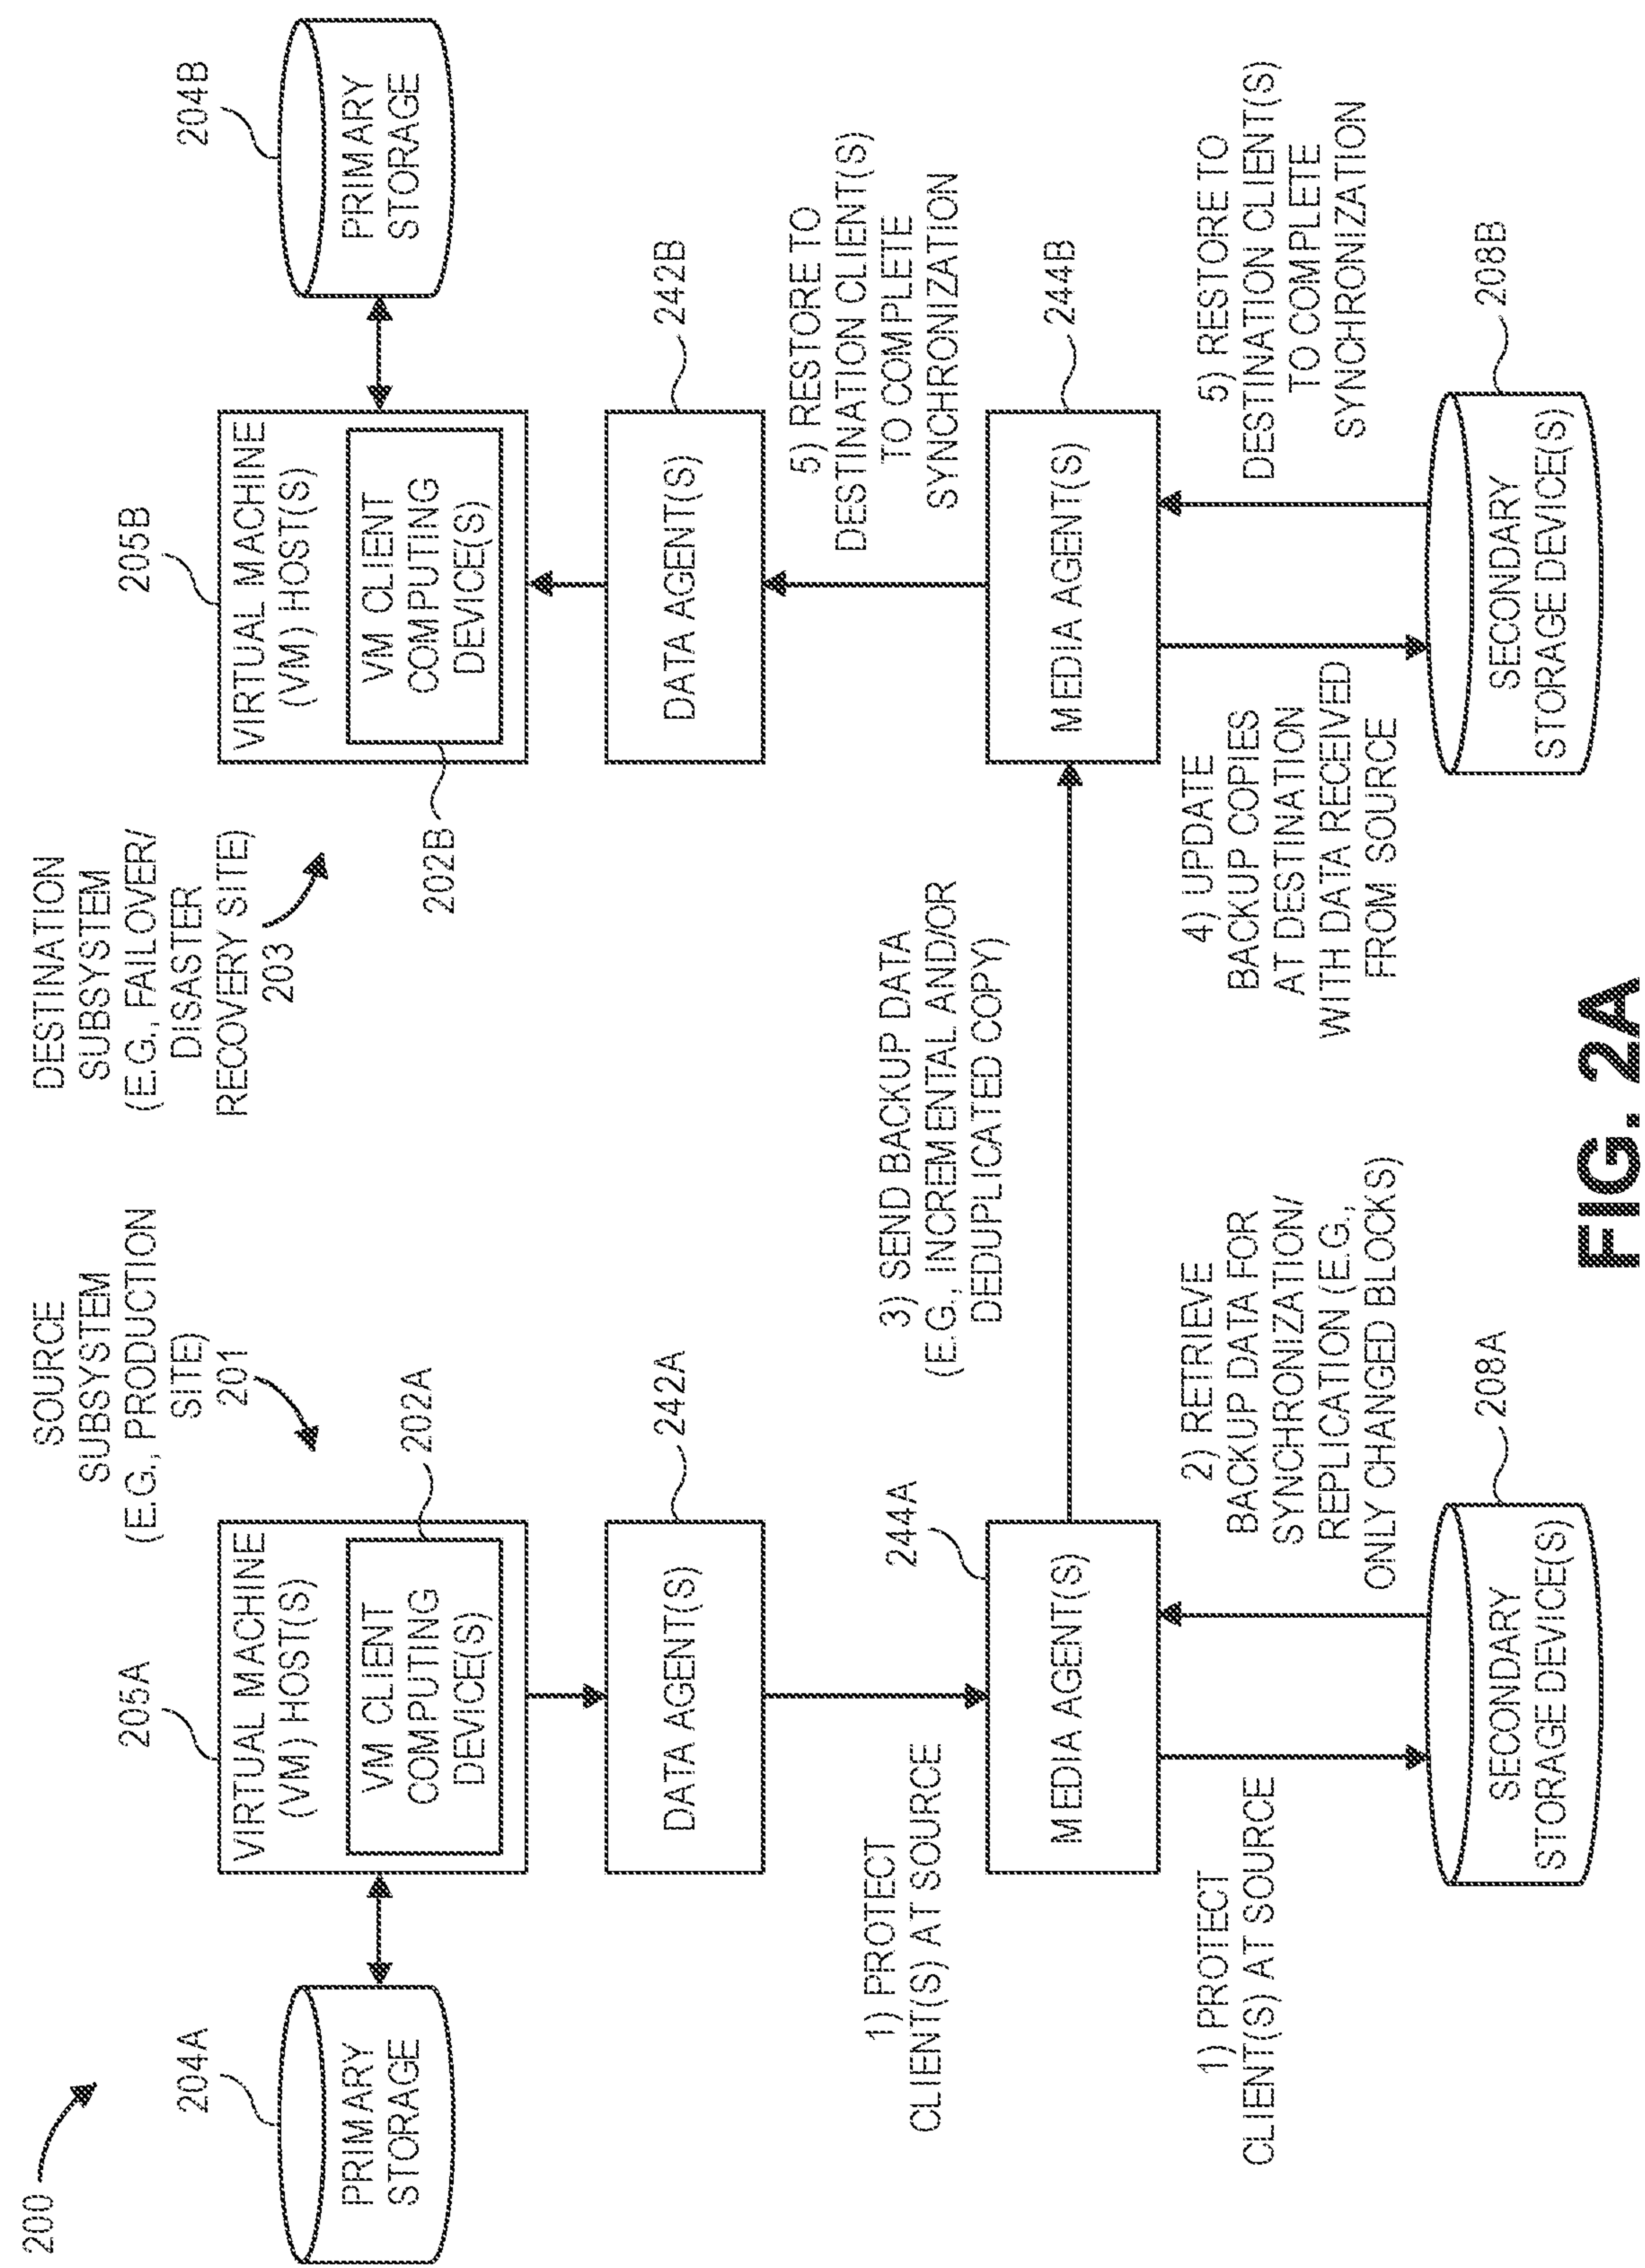 200
SOURCE
SUBSYSTEM
(E.G., PRODUCTION
SITE)
201
DESTINATION
SUBSYSTEM
(E.G., FAILOVER/
DISASTER
RECOVERY SITE)
203
204A
PRIMARY
STORAGE
205A
VIRTUAL MACHINE
(VM) HOST(S)
VM CLIENT
COMPUTING
DEVICE(S)
202A
205B
VIRTUAL MACHINE
(VM) HOST(S)
VM CLIENT
COMPUTING
DEVICE(S)
202B
204B
PRIMARY
STORAGE
DATA AGENT(S)
242A
DATA AGENT(S)
242B
1) PROTECT
CLIENT(S) AT SOURCE
244A
3) SEND BACKUP DATA
(E.G., INCREMENTAL AND/OR
DEDUPLICATED COPY)
5) RESTORE TO
DESTINATION CLIENT(S)
TO COMPLETE
SYNCHRONIZATION
MEDIA AGENT(S)
MEDIA AGENT(S)
244B
1) PROTECT
CLIENT(S) AT SOURCE
2) RETRIEVE
BACKUP DATA FOR
SYNCHRONIZATION/
REPLICATION (E.G.,
ONLY CHANGED BLOCKS)
4) UPDATE
BACKUP COPIES
AT DESTINATION
WITH DATA RECEIVED
FROM SOURCE
5) RESTORE TO
DESTINATION CLIENT(S)
TO COMPLETE
SYNCHRONIZATION
SECONDARY
STORAGE DEVICE(S)
208A
SECONDARY
STORAGE DEVICE(S)
208B
FIG. 2A